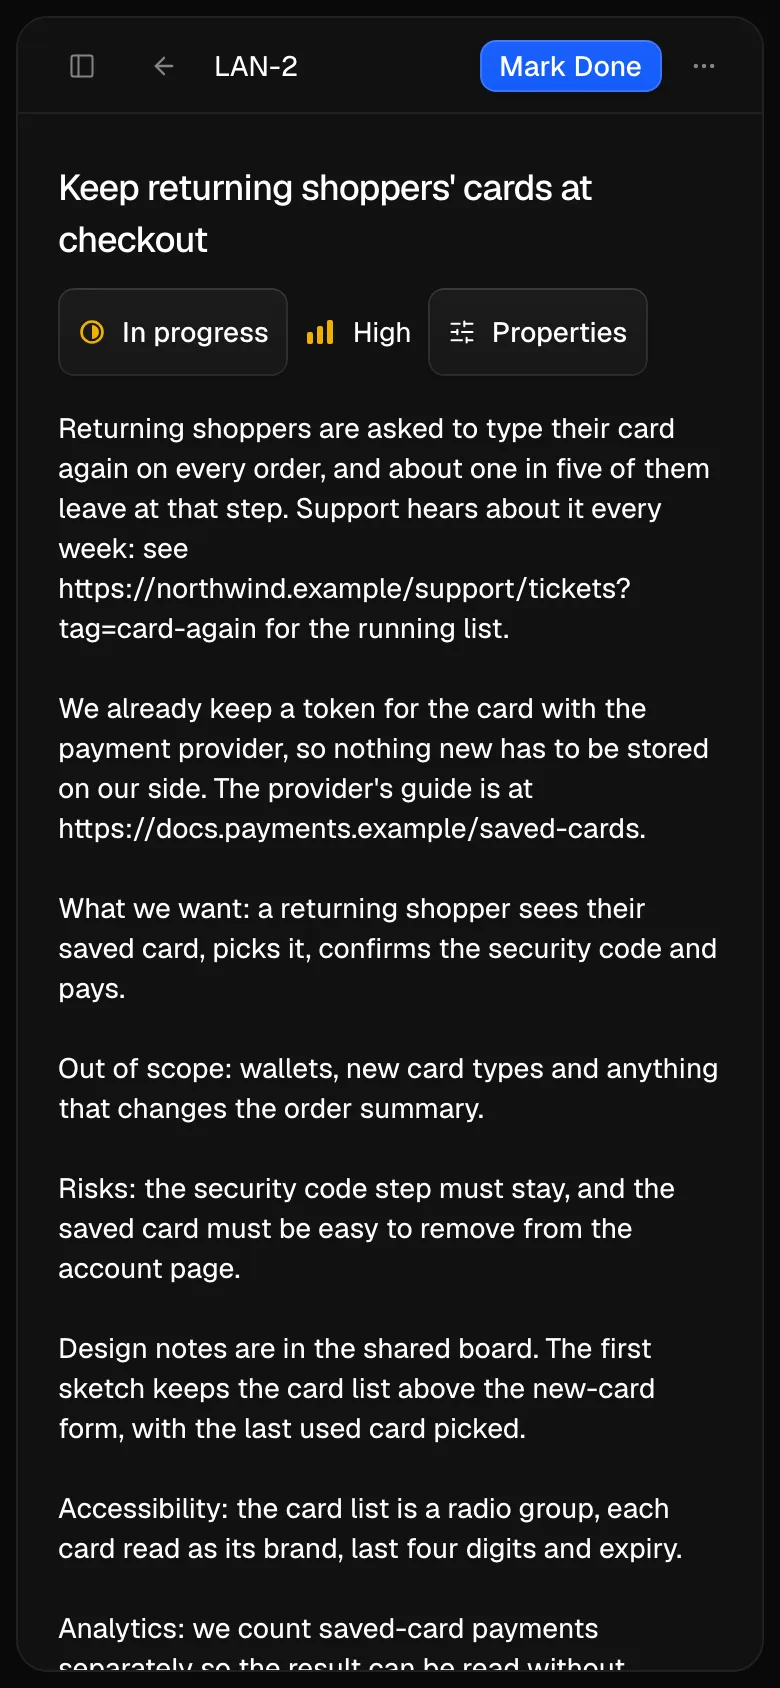 LAN-2
Mark Done
Keep returning shoppers' cards at
checkout
In progress
High
Properties
Returning shoppers are asked to type their card
again on every order, and about one in five of them
leave at that step. Support hears about it every
week: see
https://northwind.example/support/tickets?
tag=card-again for the running list.
We already keep a token for the card with the
payment provider, so nothing new has to be stored
on our side. The provider's guide is at
https://docs.payments.example/saved-cards.
What we want: a returning shopper sees their
saved card, picks it, confirms the security code and
pays.
Out of scope: wallets, new card types and anything
that changes the order summary.
Risks: the security code step must stay, and the
saved card must be easy to remove from the
account page.
Design notes are in the shared board. The first
sketch keeps the card list above the new-card
form, with the last used card picked.
Accessibility: the card list is a radio group, each
card read as its brand, last four digits and expiry.
Analytics: we count saved-card payments
separately so the result can be read without